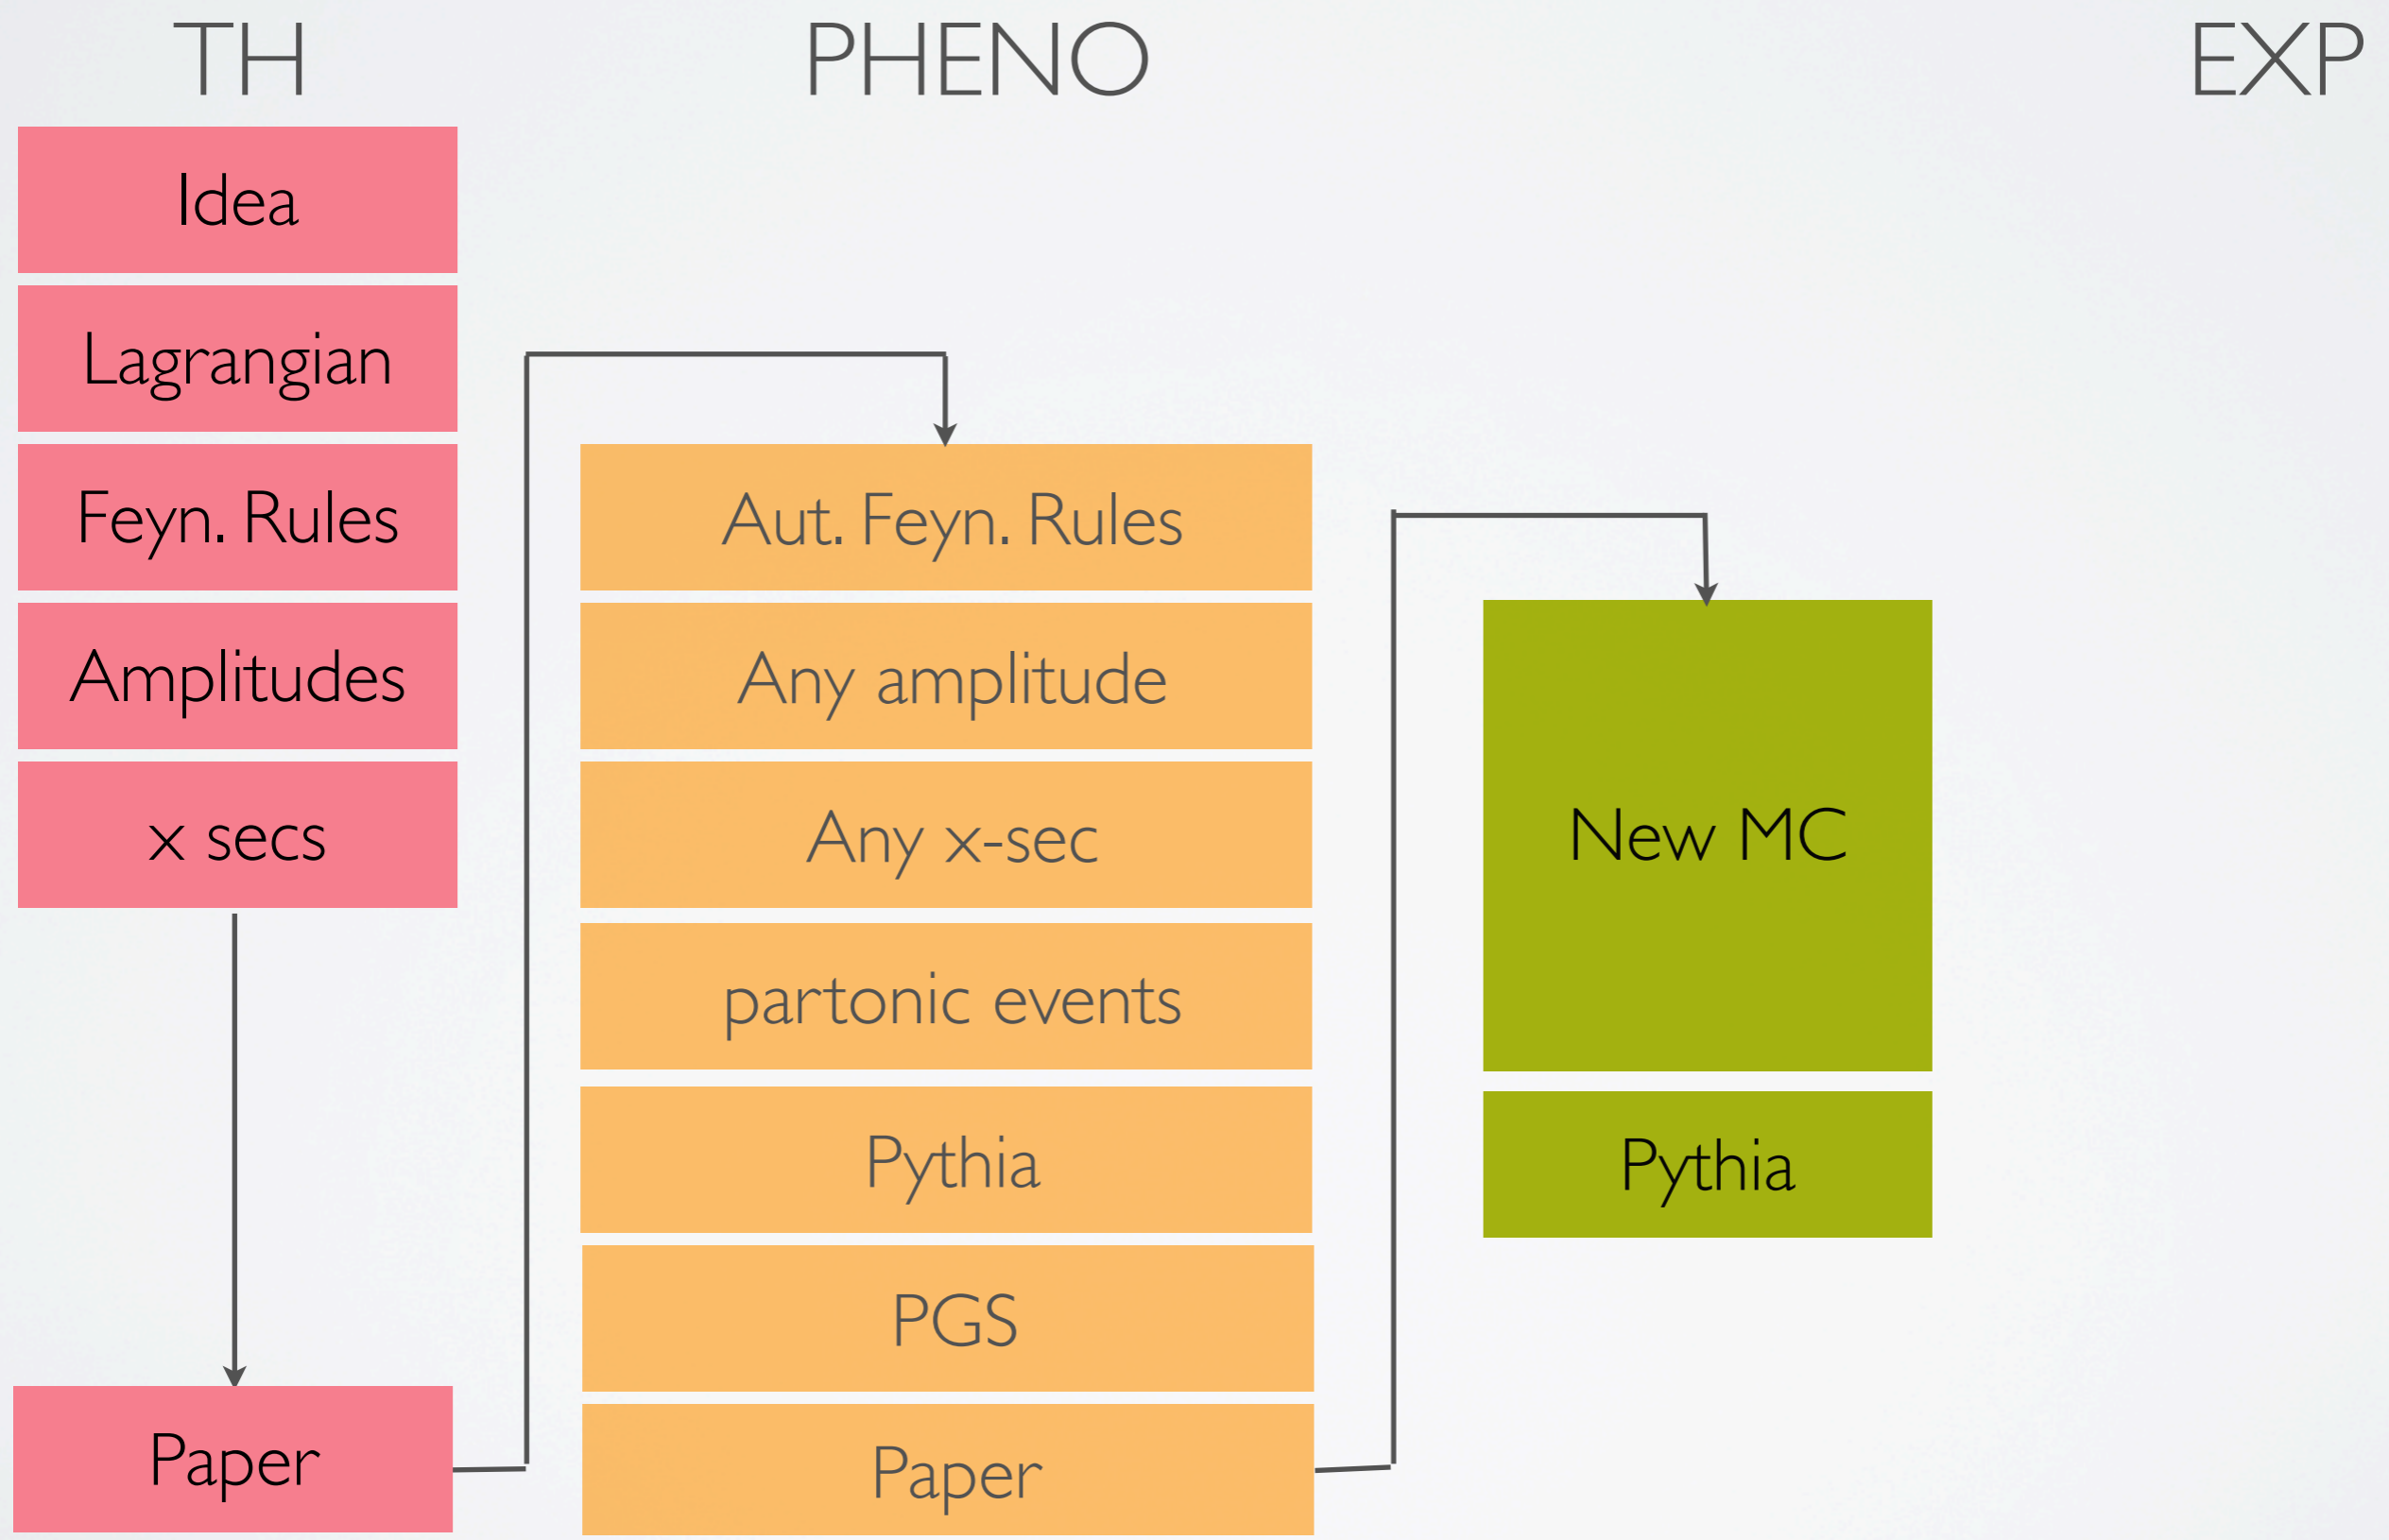 TH
PHENO
EXP
Idea
Lagrangian
Feyn. Rules
Amplitudes
x secs
Paper
Aut. Feyn. Rules
Any amplitude
Any x-sec
partonic events
Pythia
PGS
Paper
New MC
Pythia